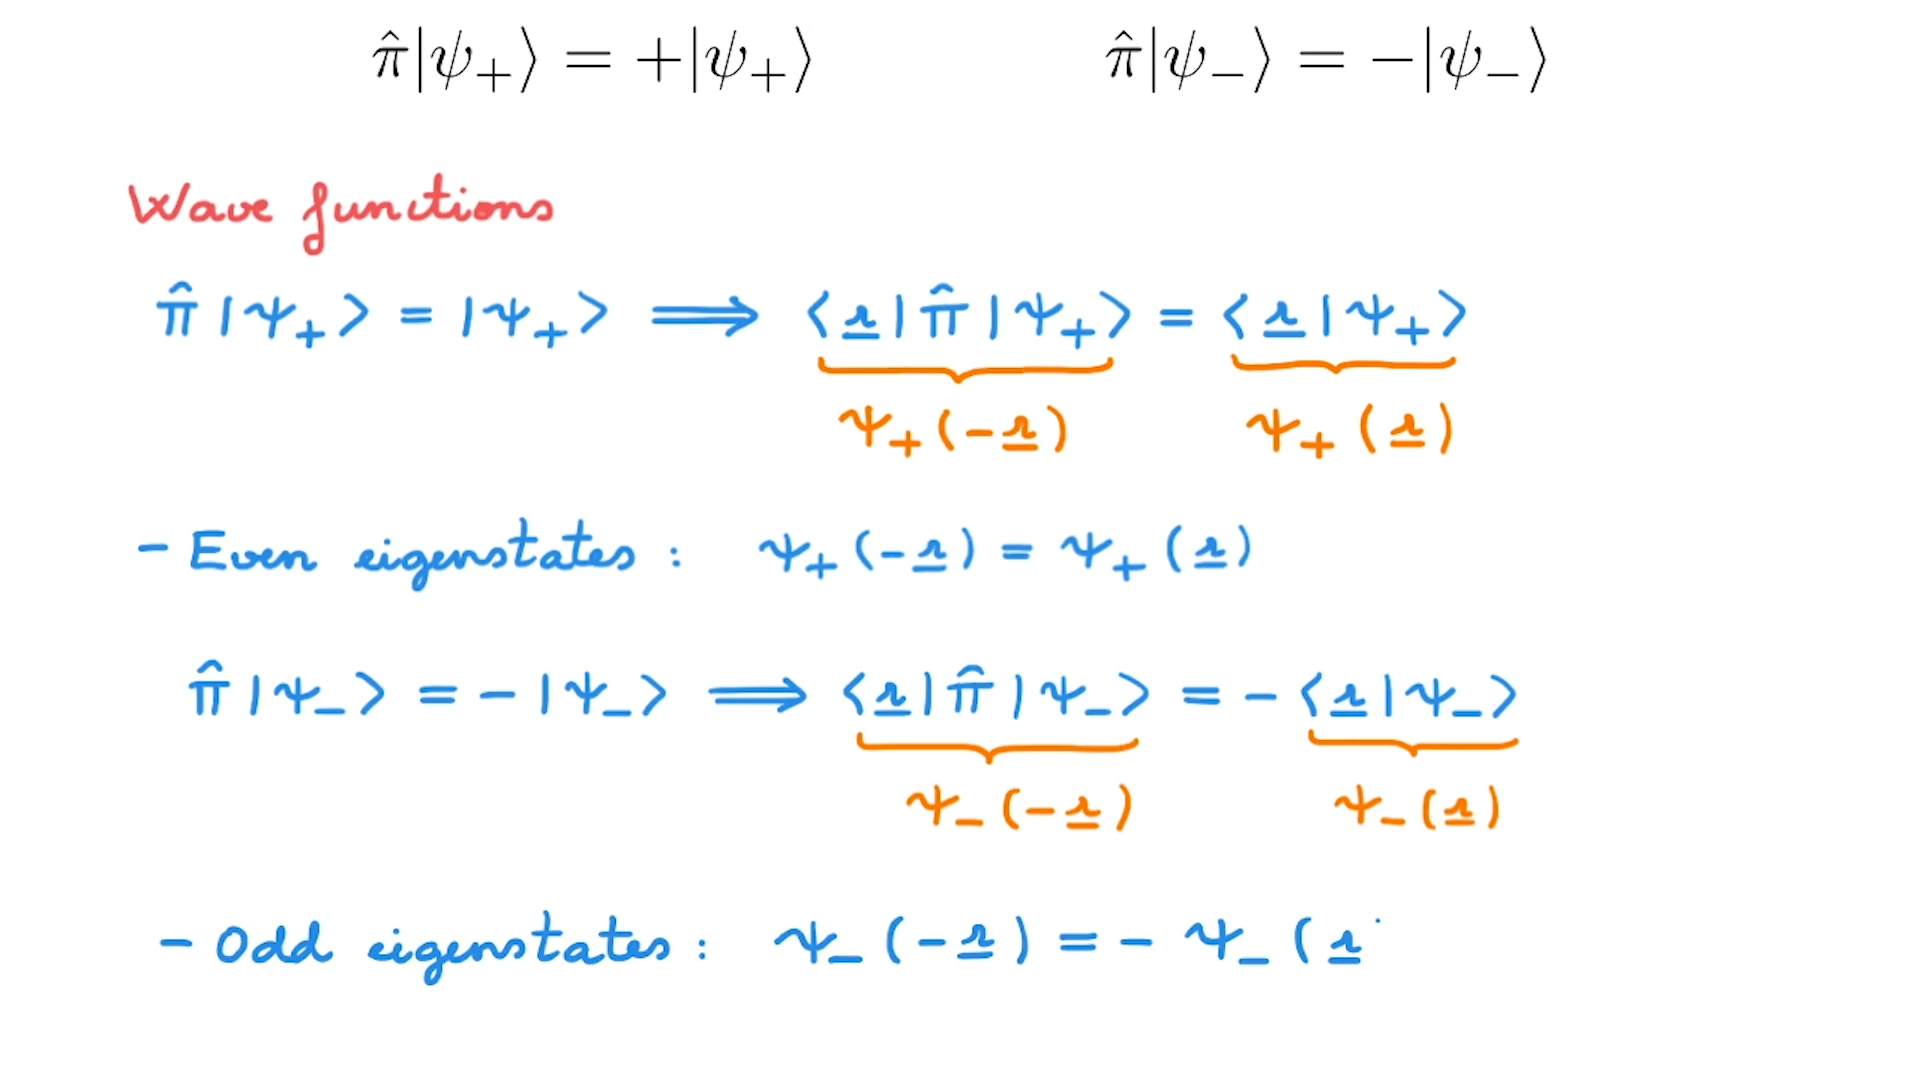 π̂|ψ₊⟩ = +|ψ₊⟩ π̂|ψ₋⟩ = −|ψ₋⟩
Wave functions
π̂|ψ₊⟩ = |ψ₊⟩ ⟹ ⟨r|π̂|ψ₊⟩ = ⟨r|ψ₊⟩
ψ₊(-r) ψ₊(r)
- Even eigenstates: ψ₊(-r) = ψ₊(r)
π̂|ψ₋⟩ = -|ψ₋⟩ ⟹ ⟨r|π̂|ψ₋⟩ = -⟨r|ψ₋⟩
ψ₋(-r) ψ₋(r)
- Odd eigenstates: ψ₋(-r) = - ψ₋(r